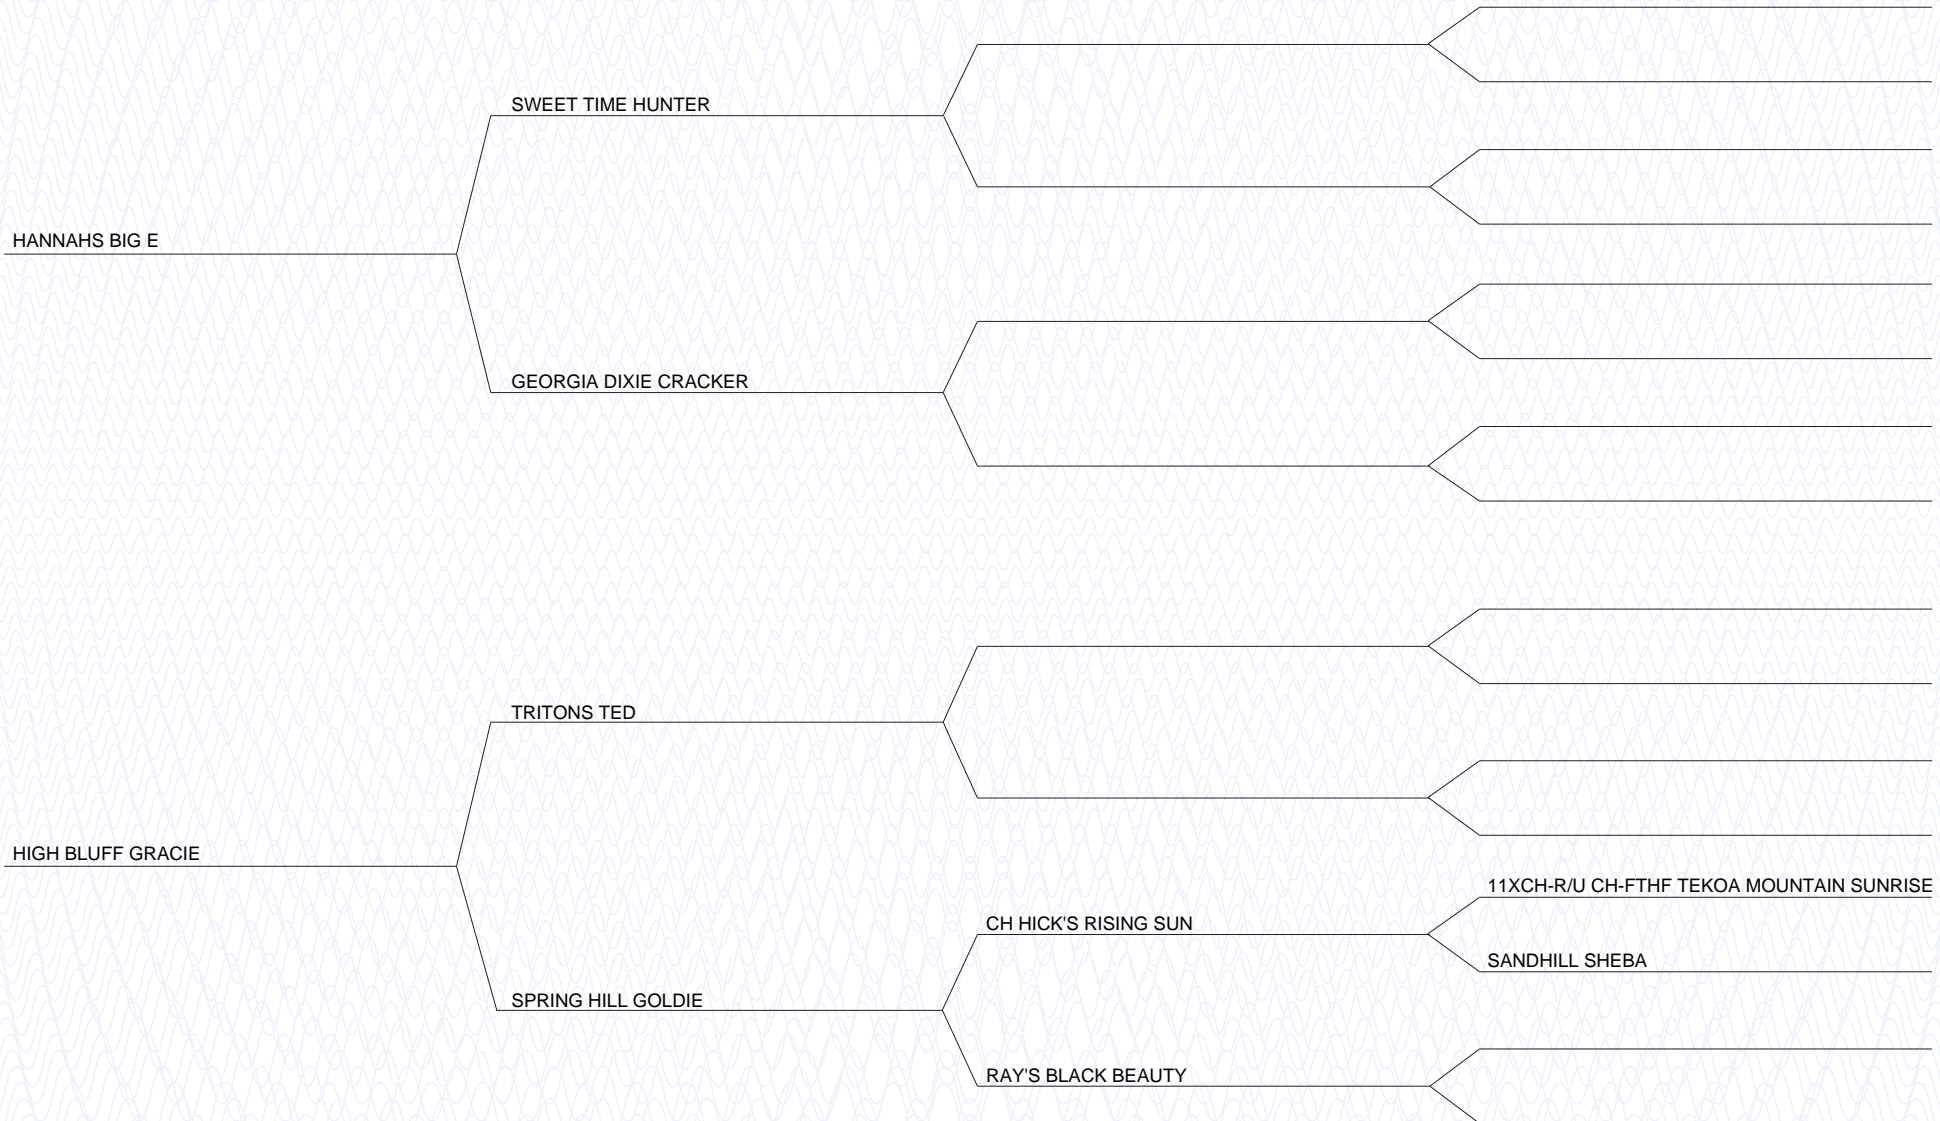 SWEET TIME HUNTER
HANNAHS BIG E
GEORGIA DIXIE CRACKER
TRITONS TED
HIGH BLUFF GRACIE
11XCH-R/U CH-FTHF TEKOA MOUNTAIN SUNRISE
CH HICK'S RISING SUN
SANDHILL SHEBA
SPRING HILL GOLDIE
RAY'S BLACK BEAUTY